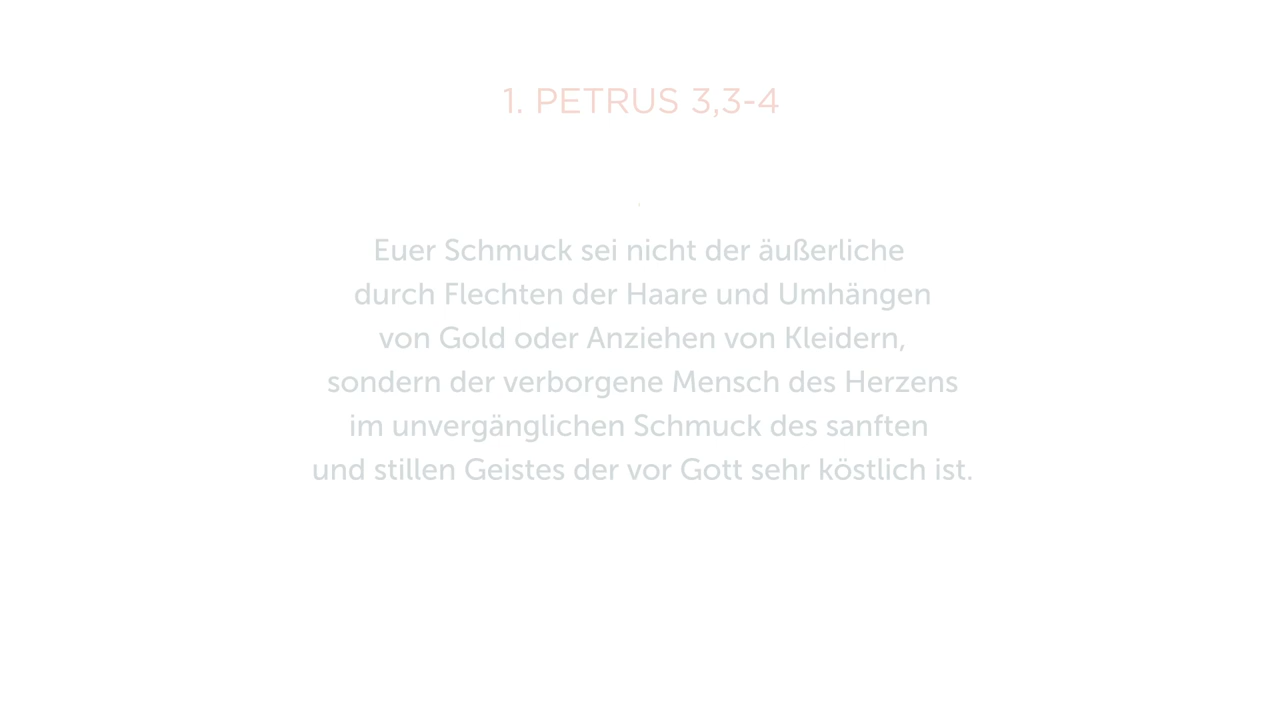 1. PETRUS 3,3-4
Euer Schmuck sei nicht der äußerliche
durch Flechten der Haare und Umhängen
von Gold oder Anziehen von Kleidern,
sondern der verborgene Mensch des Herzens
im unvergänglichen Schmuck des sanften
und stillen Geistes der vor Gott sehr köstlich ist.